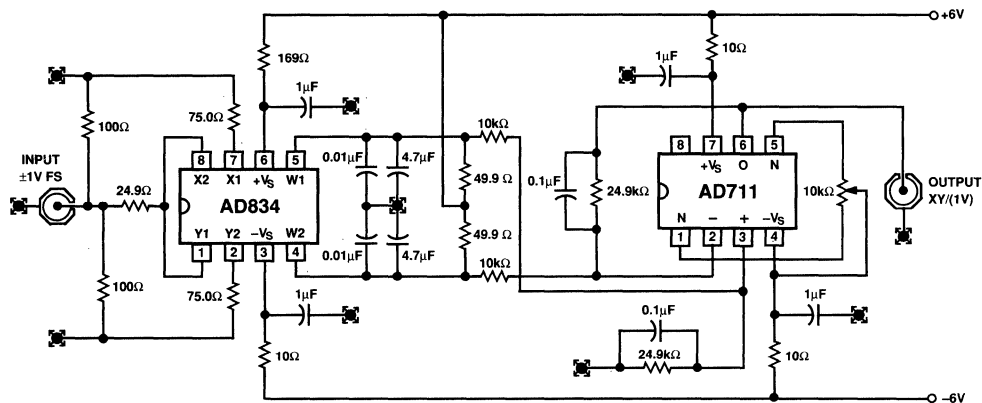 +6V
169Ω
10Ω
1μF
1μF
100Ω
75.0Ω
INPUT
±1V FS
24.9Ω
8 7 6 5
X2 X1 +VS W1
AD834
Y1 Y2 –VS W2
1 2 3 4
0.01μF
4.7μF
0.01μF
4.7μF
49.9 Ω
49.9 Ω
10kΩ
10kΩ
0.1μF
24.9kΩ
8 7 6 5
+VS O N
AD711
N – + –VS
1 2 3 4
10kΩ
OUTPUT
XY/(1V)
100Ω
75.0Ω
1μF
10Ω
0.1μF
24.9kΩ
1μF
10Ω
–6V